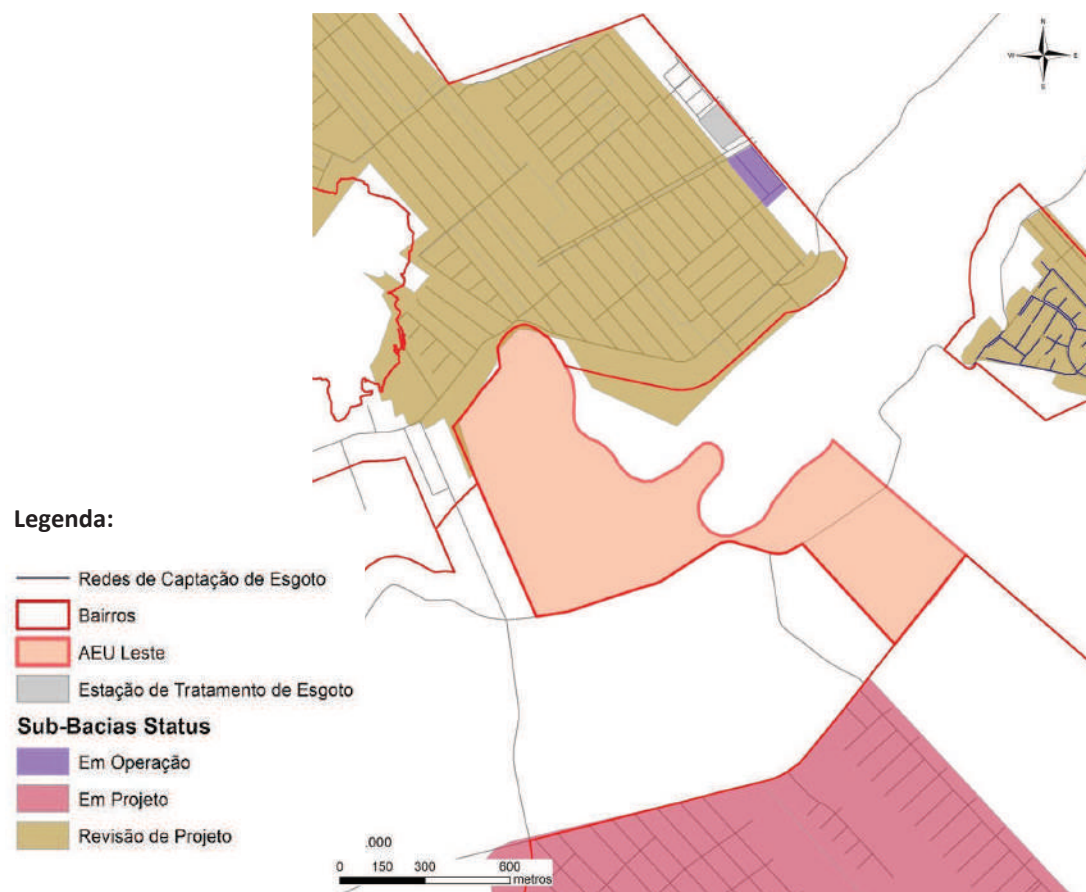 N
W E
S
Legenda:
Redes de Captação de Esgoto
Bairros
AEU Leste
Estação de Tratamento de Esgoto
Sub-Bacias Status
Em Operação
Em Projeto
Revisão de Projeto
.000
0 150 300 600
metros